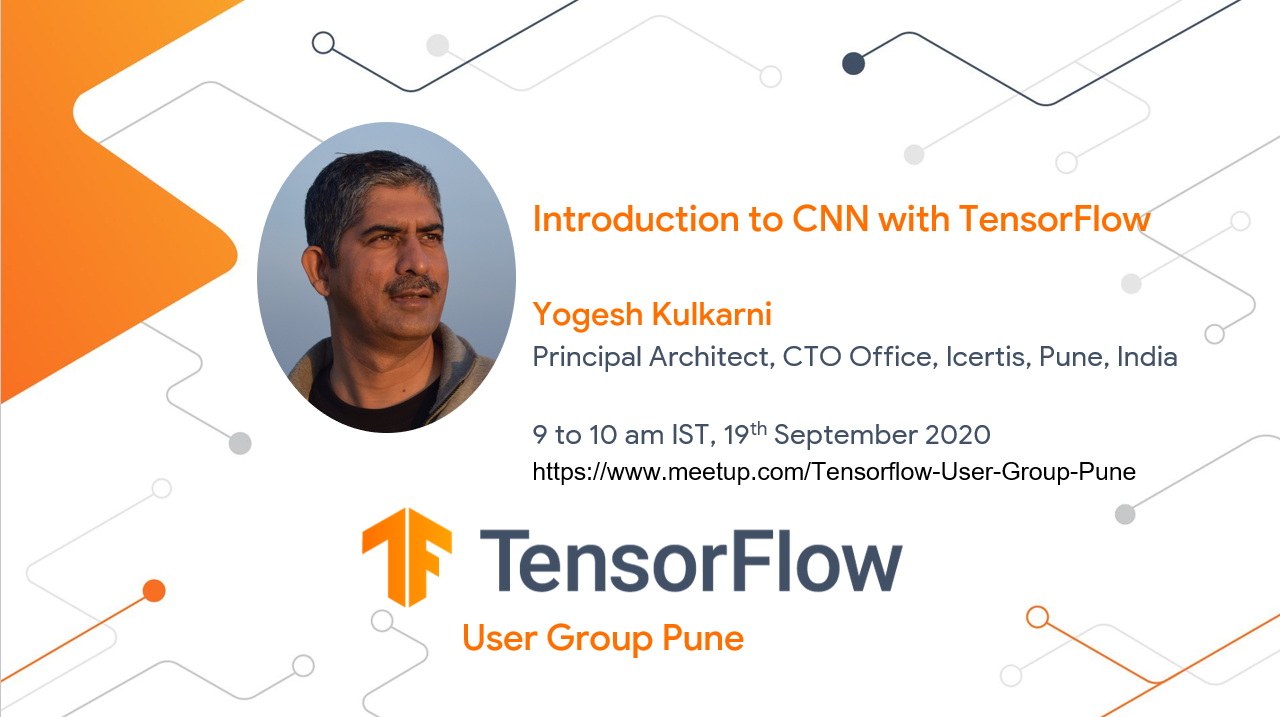 Introduction to CNN with TensorFlow
Yogesh Kulkarni
Principal Architect, CTO Office, Icertis, Pune, India
9 to 10 am IST, 19th September 2020
https://www.meetup.com/Tensorflow-User-Group-Pune
TensorFlow
User Group Pune